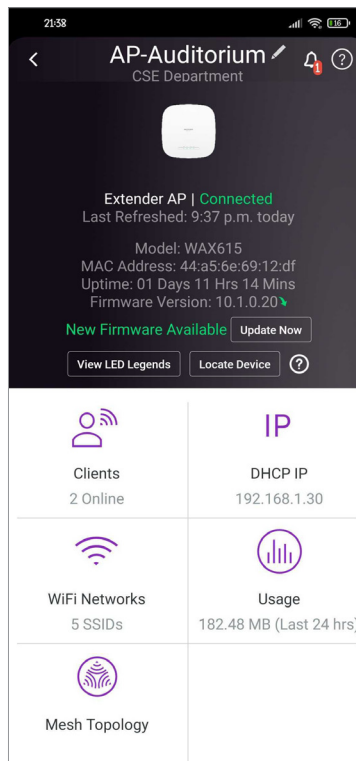 21:38
16
AP-Auditorium
CSE Department
1
?
Extender AP | Connected
Last Refreshed: 9:37 p.m. today
Model: WAX615
MAC Address: 44:a5:6e:69:12:df
Uptime: 01 Days 11 Hrs 14 Mins
Firmware Version: 10.1.0.20
New Firmware Available Update Now
View LED Legends Locate Device ?
IP
Clients DHCP IP
2 Online 192.168.1.30
WiFi Networks Usage
5 SSIDs 182.48 MB (Last 24 hrs)
Mesh Topology